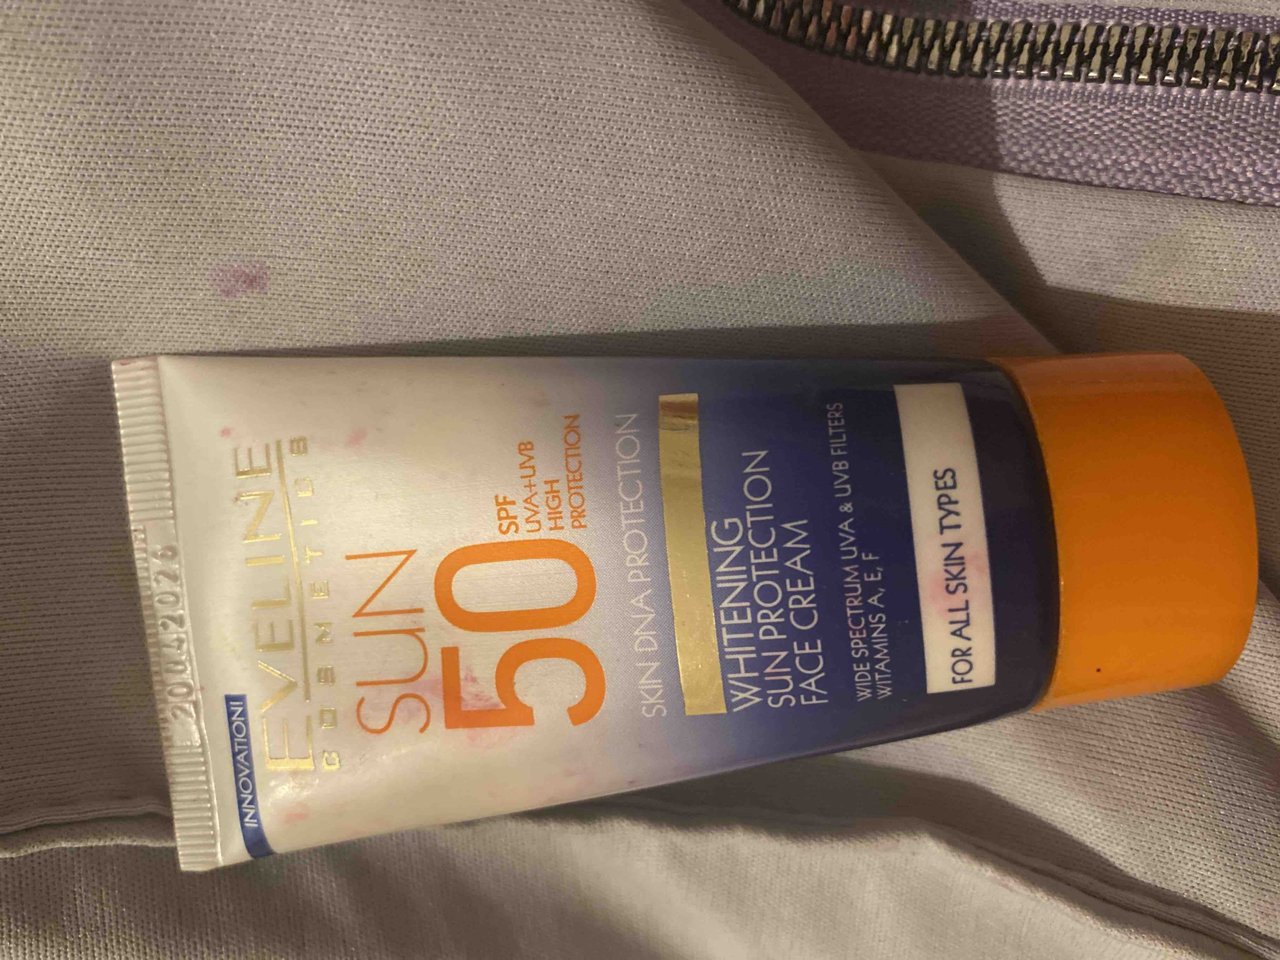 20042026
INNOVATION!
EVELINE
COSMETICS
SUN
50
SPF
UVA+UVB
HIGH
PROTECTION
SKIN DNA PROTECTION
WHITENING
SUN PROTECTION
FACE CREAM
WIDE SPECTRUM UVA & UVB FILTERS
VITAMINS A, E, F
FOR ALL SKIN TYPES